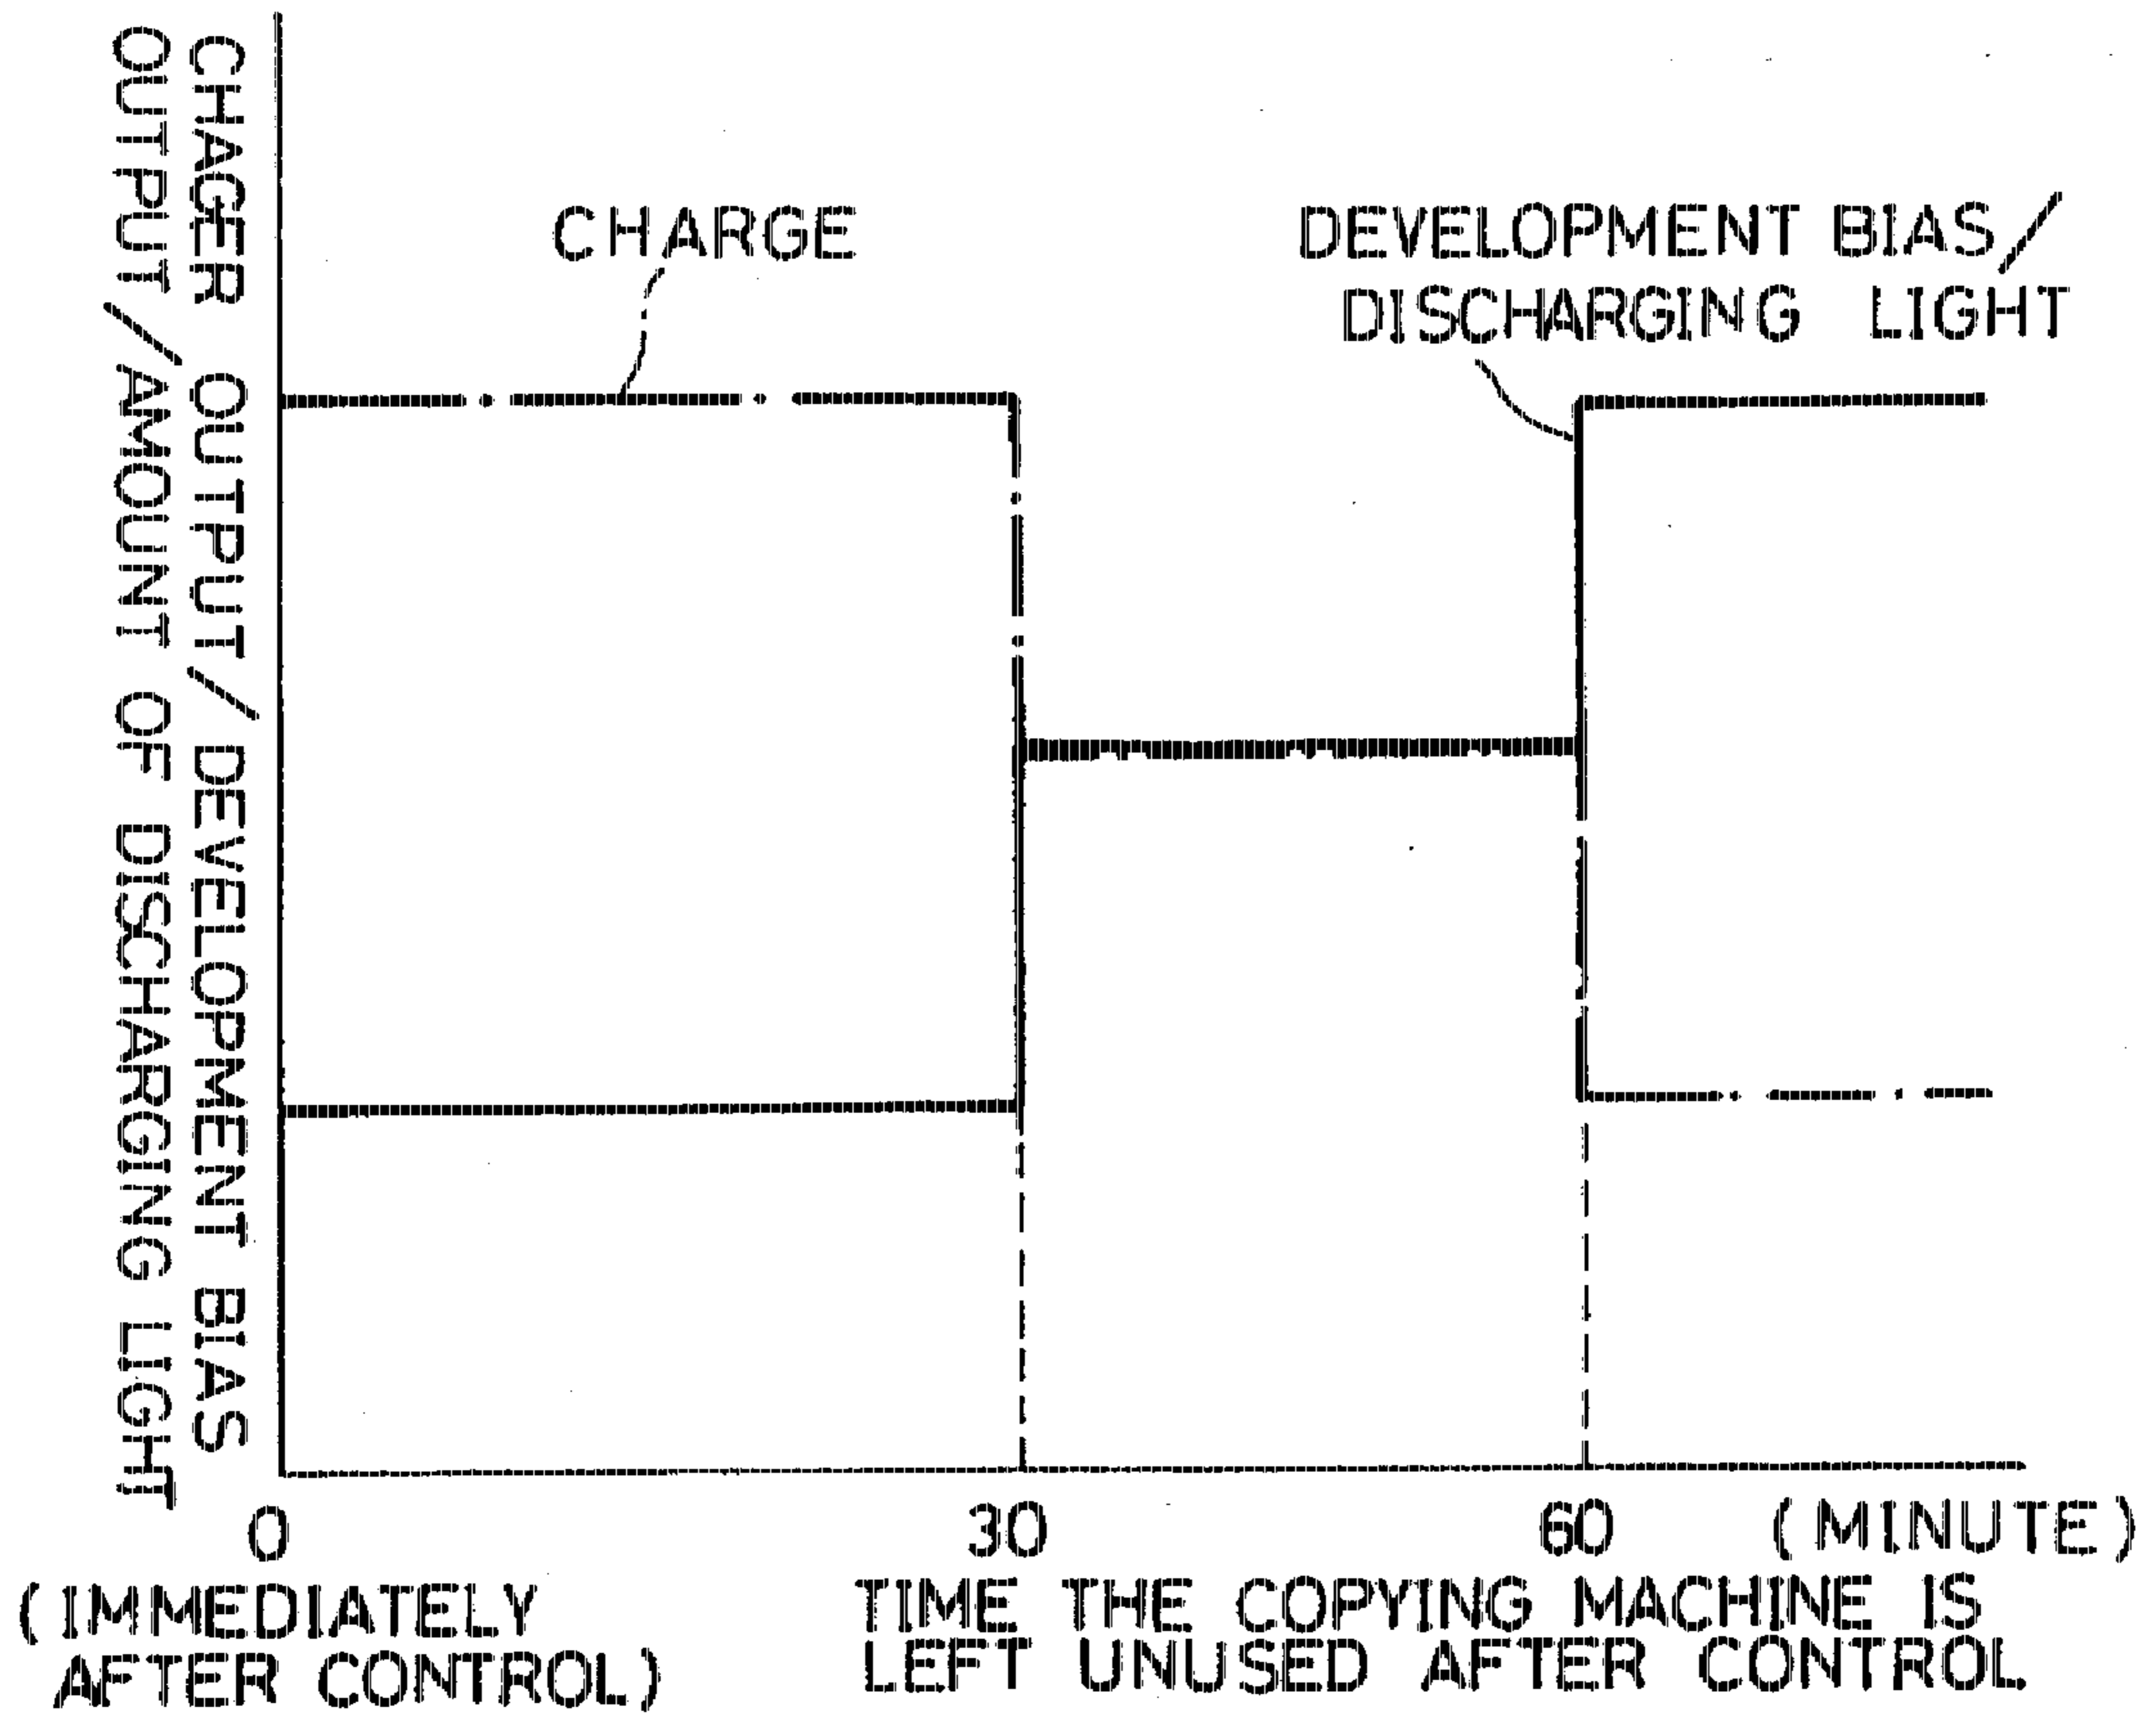 CHAGER OUTPUT/DEVELOPMENT BIAS
OUTPUT/AMOUNT OF DISCHARGING LIGHT
CHARGE
DEVELOPMENT BIAS/
DISCHARGING LIGHT
0
30
60
(MINUTE)
(IMMEDIATELY
AFTER CONTROL)
TIME THE COPYING MACHINE IS
LEFT UNUSED AFTER CONTROL